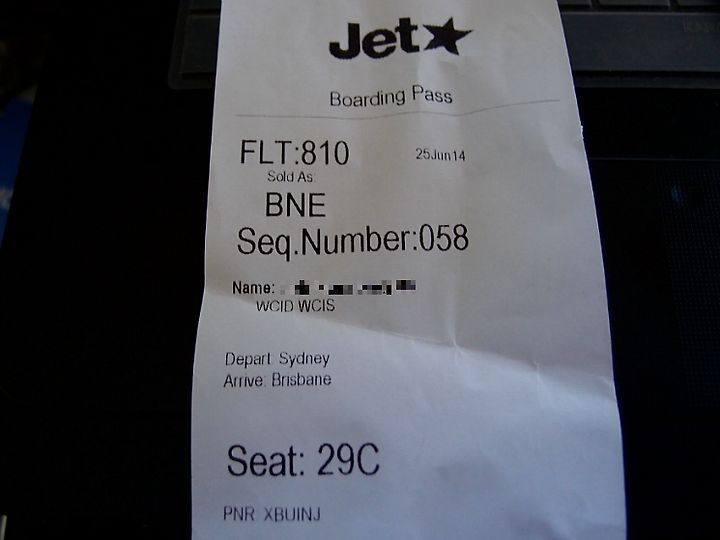 Jet★
Boarding Pass
FLT:810 25Jun14
Sold As:
BNE
Seq.Number:058
Name:
WCID WCIS
Depart: Sydney
Arrive: Brisbane
Seat: 29C
PNR: XBUINJ